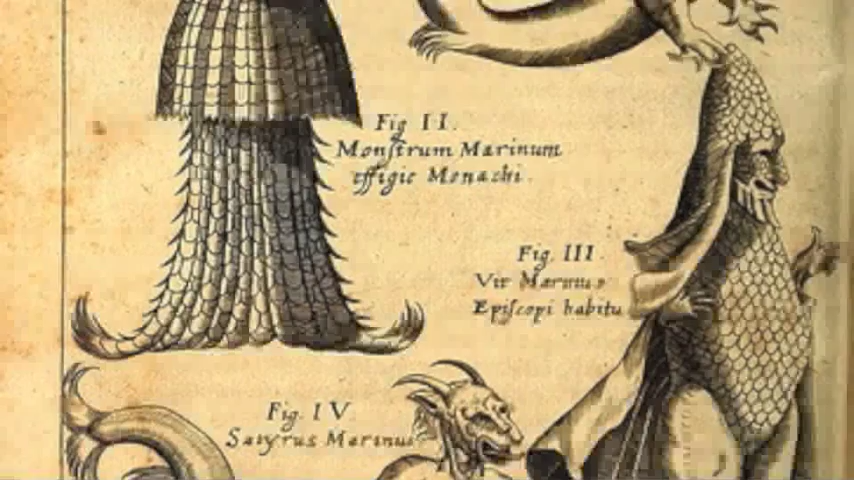 Fig II.
Monſtrum Marinum
effigie Monachi.
Fig. III.
Vir Marinus
Epiſcopi habitu
Fig. IV
Satyrus Marinus